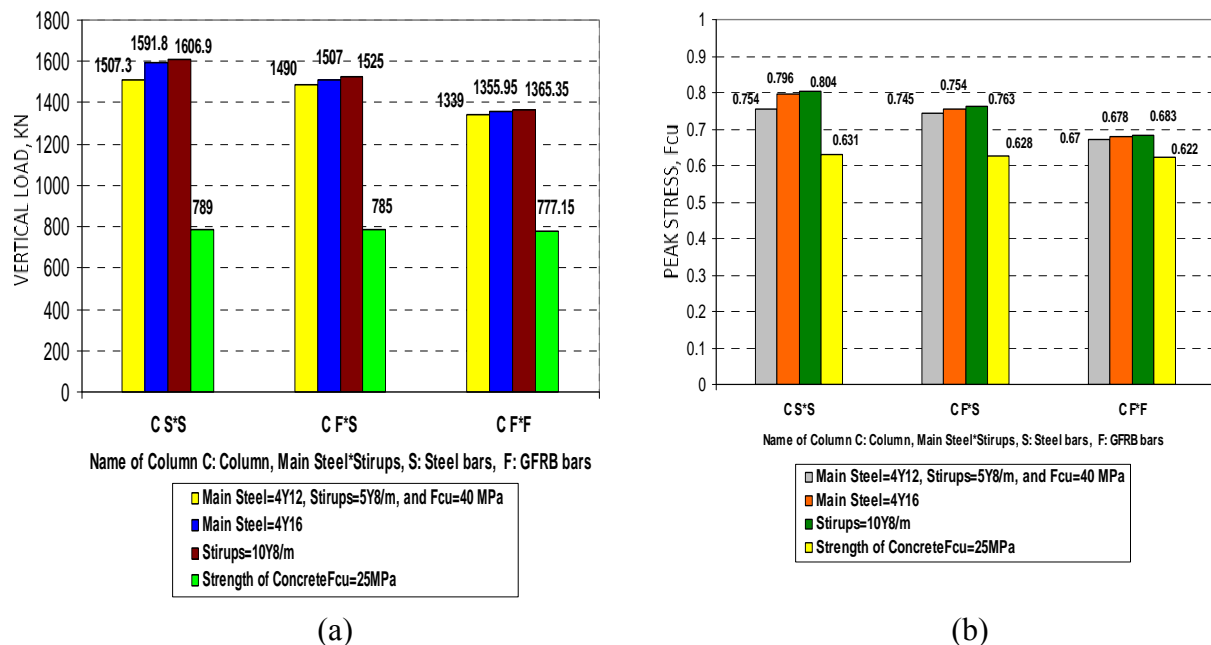 VERTICAL LOAD, KN
1800
1600
1400
1200
1000
800
600
400
200
0
1507.3
1591.8
1606.9
789
1490
1507
1525
785
1339
1355.95
1365.35
777.15
C S*S
C F*S
C F*F
Name of Column C: Column, Main Steel*Stirups, S: Steel bars, F: GFRB bars
Main Steel=4Y12, Stirups=5Y8/m, and Fcu=40 MPa
Main Steel=4Y16
Stirups=10Y8/m
Strength of ConcreteFcu=25MPa
(a)
PEAK STRESS, Fcu
1
0.9
0.8
0.7
0.6
0.5
0.4
0.3
0.2
0.1
0
0.754
0.796
0.804
0.631
0.745
0.754
0.763
0.628
0.67
0.678
0.683
0.622
C S*S
C F*S
C F*F
Name of Column C: Column, Main Steel*Stirups, S: Steel bars, F: GFRB bars
Main Steel=4Y12, Stirups=5Y8/m, and Fcu=40 MPa
Main Steel=4Y16
Stirups=10Y8/m
Strength of ConcreteFcu=25MPa
(b)